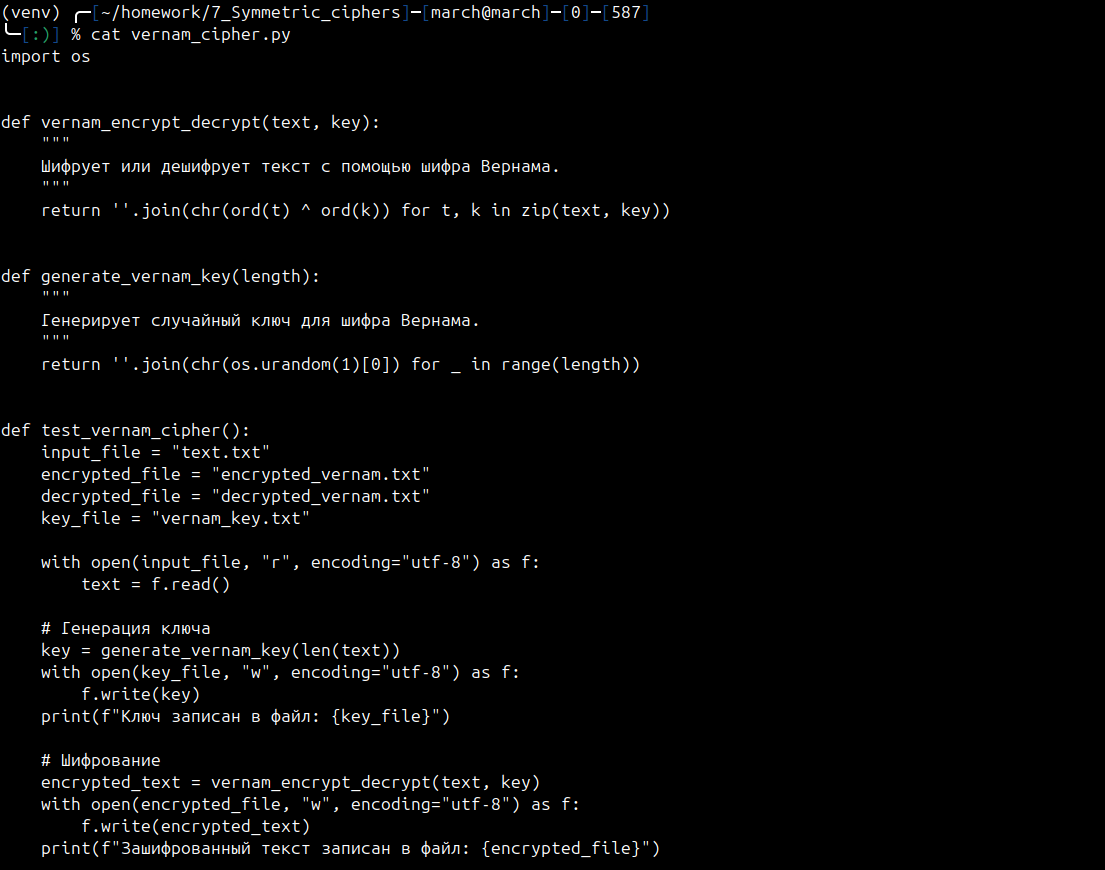 (venv) ╭─[~/homework/7_Symmetric_ciphers]─[march@march]─[0]─[587]
╰─[:)] % cat vernam_cipher.py
import os


def vernam_encrypt_decrypt(text, key):
    """
    Шифрует или дешифрует текст с помощью шифра Вернама.
    """
    return ''.join(chr(ord(t) ^ ord(k)) for t, k in zip(text, key))


def generate_vernam_key(length):
    """
    Генерирует случайный ключ для шифра Вернама.
    """
    return ''.join(chr(os.urandom(1)[0]) for _ in range(length))


def test_vernam_cipher():
    input_file = "text.txt"
    encrypted_file = "encrypted_vernam.txt"
    decrypted_file = "decrypted_vernam.txt"
    key_file = "vernam_key.txt"

    with open(input_file, "r", encoding="utf-8") as f:
        text = f.read()

    # Генерация ключа
    key = generate_vernam_key(len(text))
    with open(key_file, "w", encoding="utf-8") as f:
        f.write(key)
    print(f"Ключ записан в файл: {key_file}")

    # Шифрование
    encrypted_text = vernam_encrypt_decrypt(text, key)
    with open(encrypted_file, "w", encoding="utf-8") as f:
        f.write(encrypted_text)
    print(f"Зашифрованный текст записан в файл: {encrypted_file}")